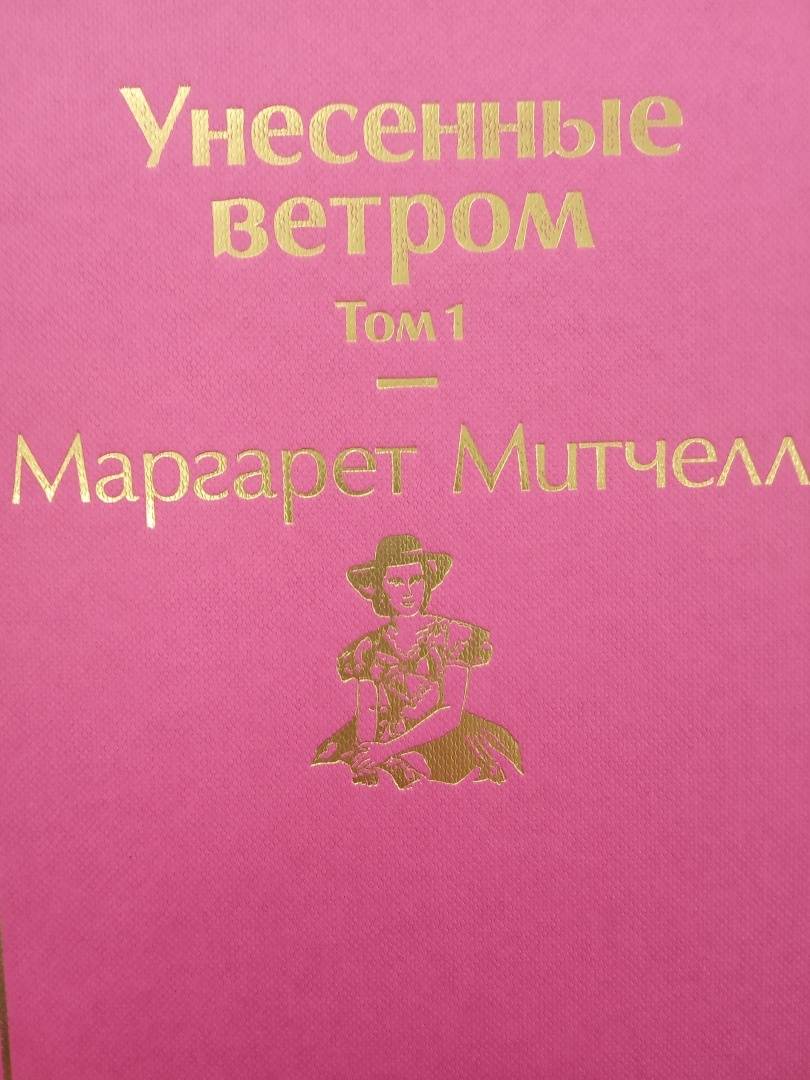 Унесенные
ветром
Том 1
Маргарет Митчелл